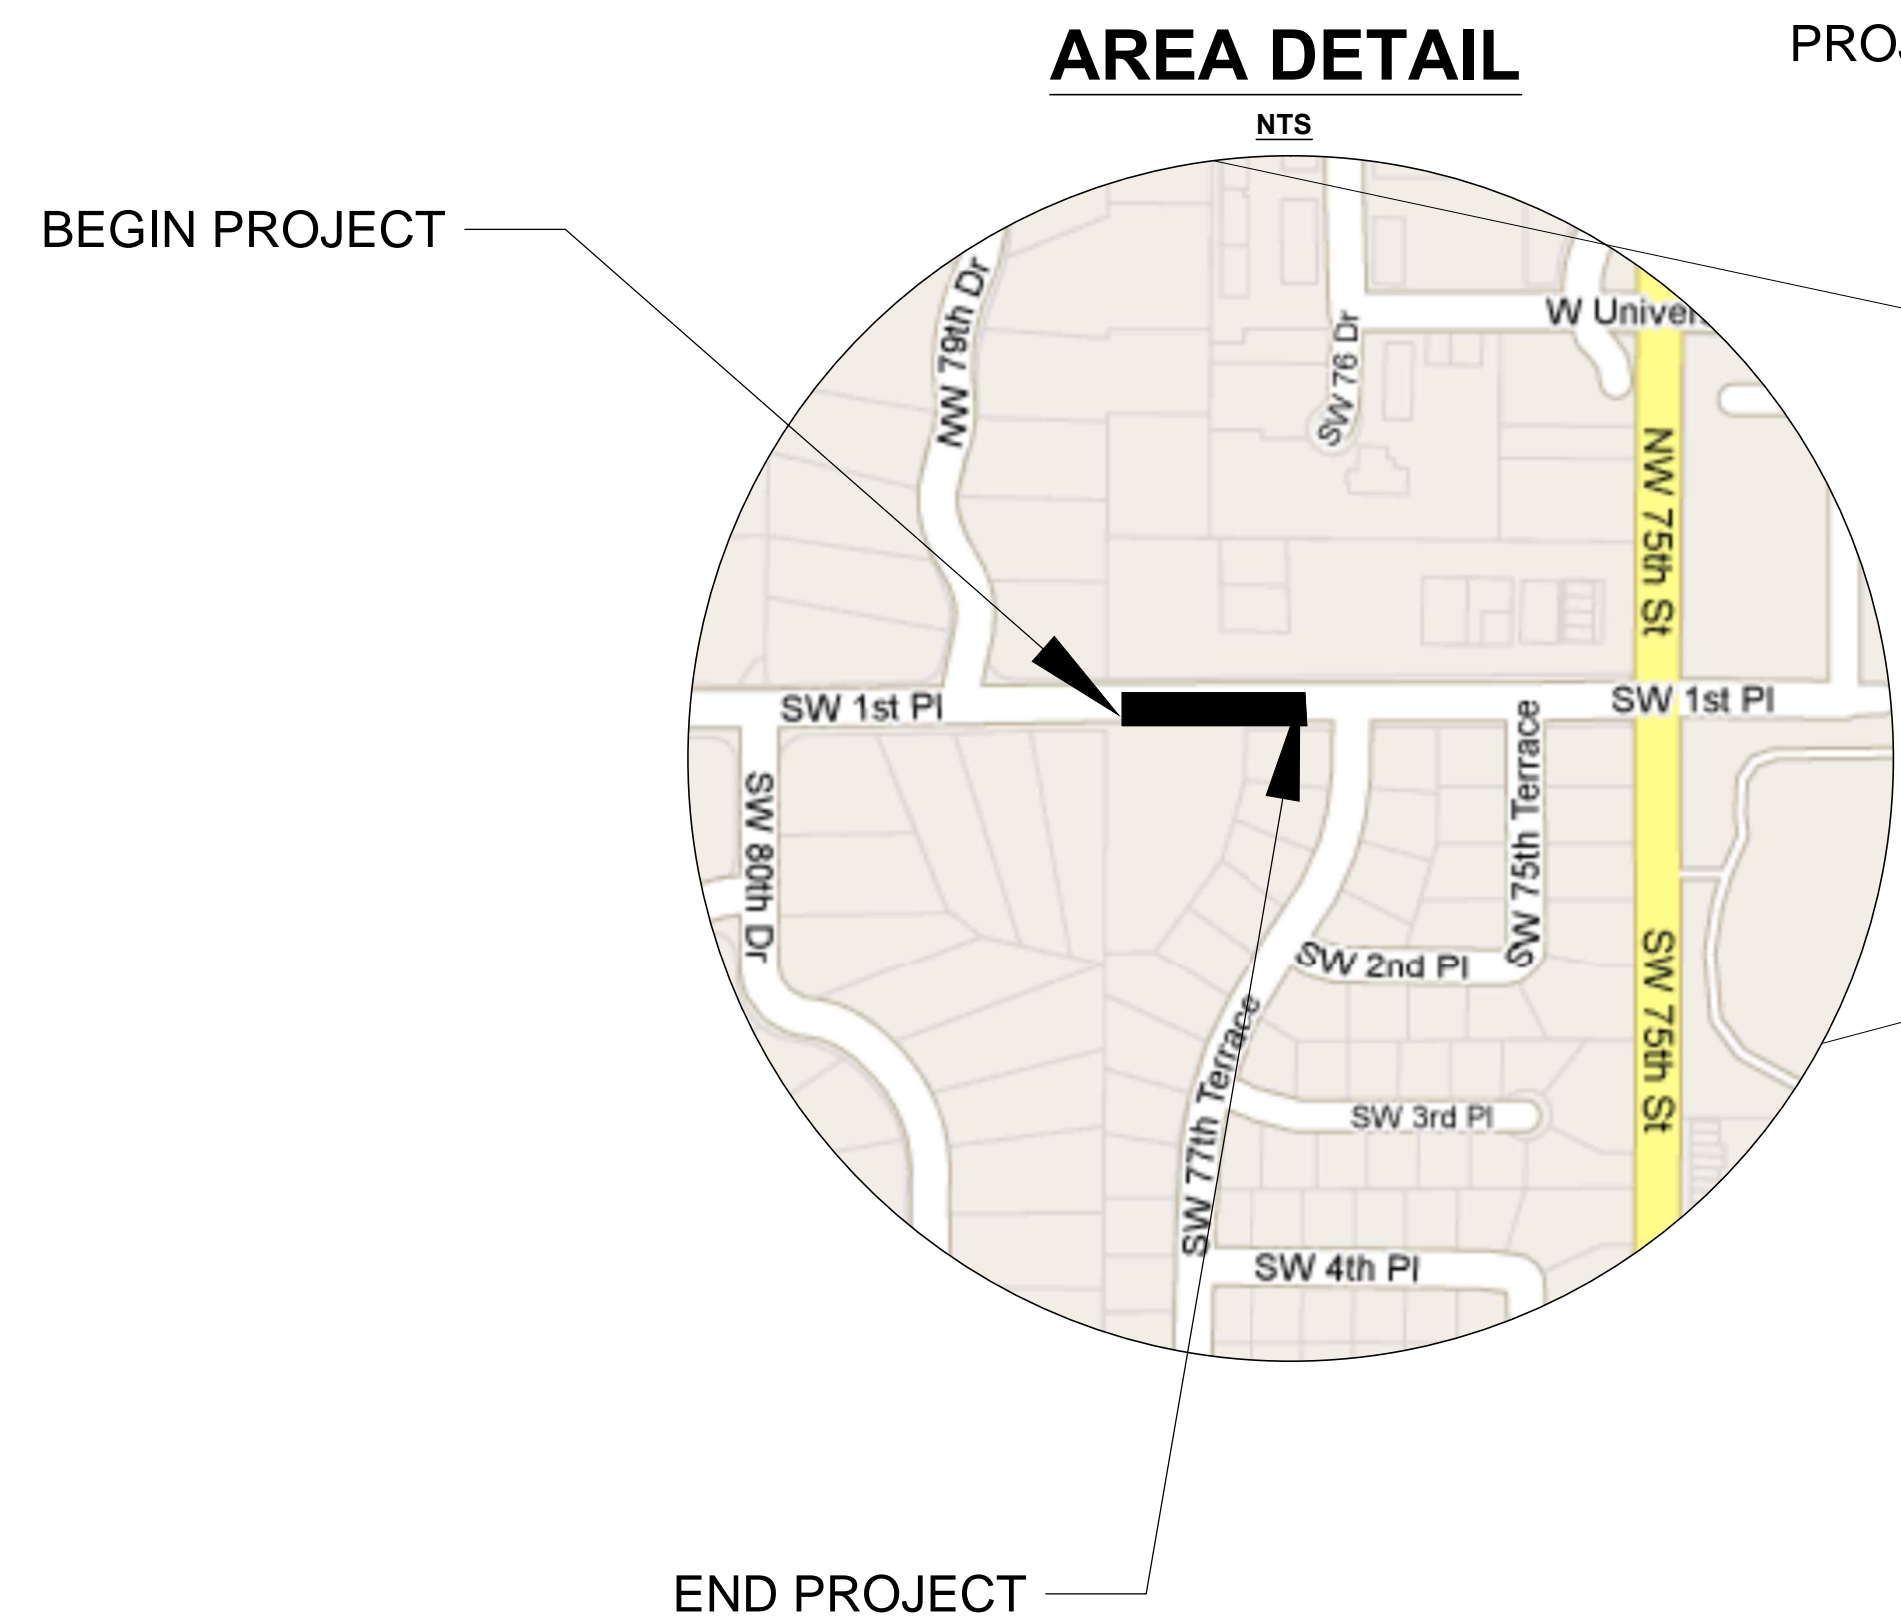 AREA DETAIL
NTS
PROJ
BEGIN PROJECT
NW 79th Dr
SW 76 Dr
W Univers
NW 75th St
SW 1st Pl
SW 1st Pl
SW 80th Dr
SW 75th Terrace
SW 2nd Pl
SW 75th St
SW 77th Terrace
SW 3rd Pl
SW 4th Pl
END PROJECT